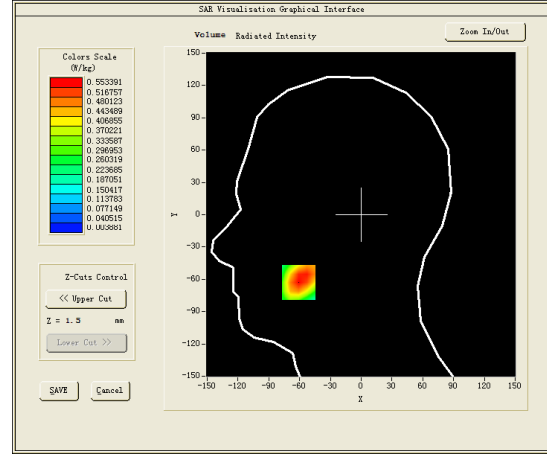 SAR Visualisation Graphical Interface
Volume Radiated Intensity
Zoom In/Out
Colors Scale
(W/kg)
0.553391
0.516757
0.480123
0.443489
0.406855
0.370221
0.333587
0.296953
0.260319
0.223685
0.187051
0.150417
0.113783
0.077149
0.040515
0.003881
Z-Cuts Control
<< Upper Cut
Z = 1.5 mm
Lower Cut >>
SAVE Cancel
150-
120-
90-
60-
30-
Y 0-
-30-
-60-
-90-
-120-
-150-
-150 -120 -90 -60 -30 0 30 60 90 120 150
X